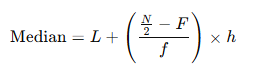 Median = L + ( (N/2 − F) / f ) × h